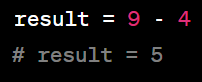 result = 9 - 4
# result = 5